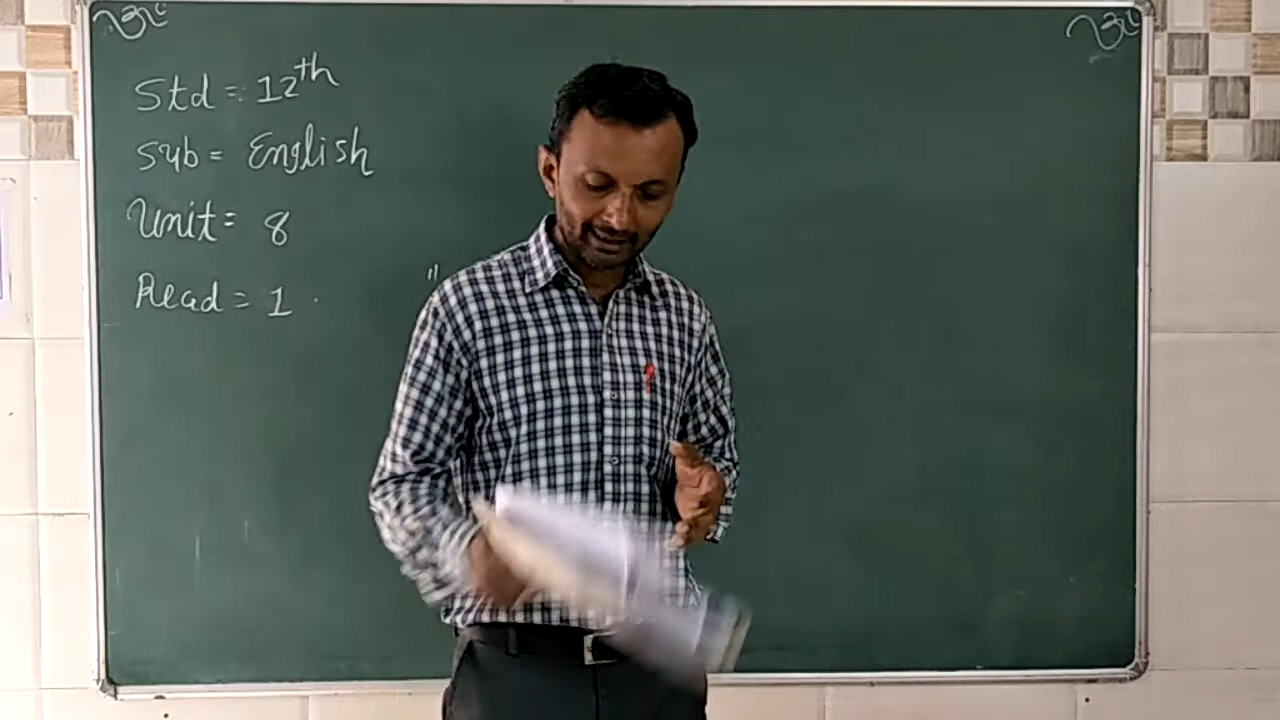 Std = 12th
Sub = English
Unit = 8
Read = 1
"